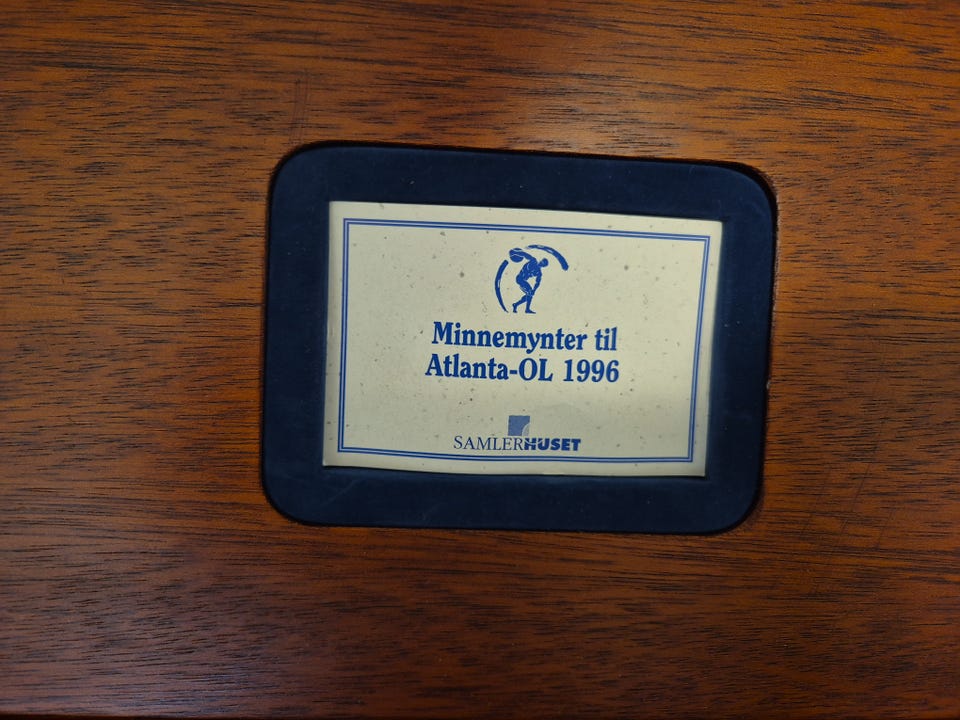 Minnemynter til
Atlanta-OL 1996
SAMLERHUSET